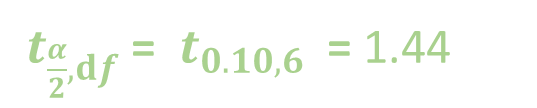 t_{α/2,df} = t_{0.10,6} = 1.44